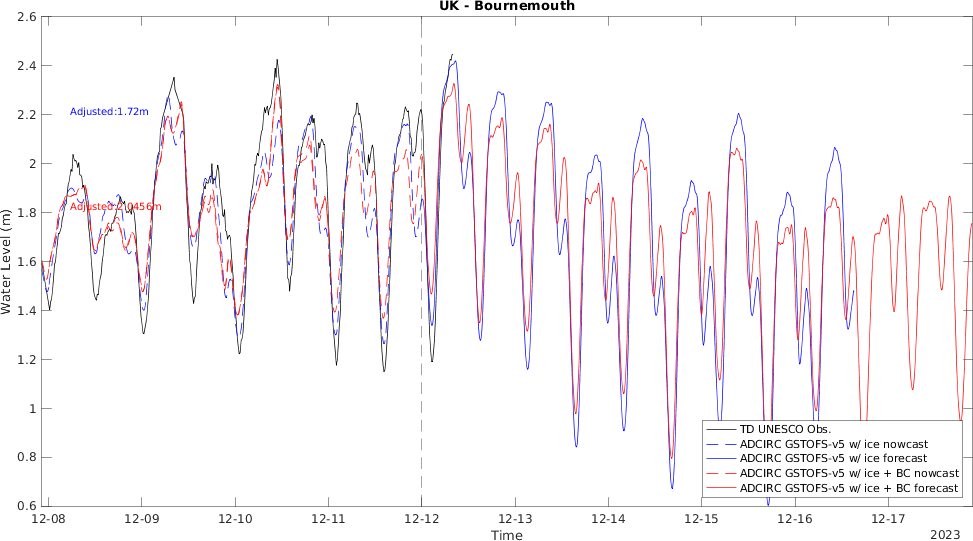 UK - Bournemouth
2.6
2.4
2.2
2
1.8
1.6
1.4
1.2
1
0.8
0.6
Water Level (m)
Adjusted:1.72m
TD UNESCO Obs.
ADCIRC GSTOFS-v5 w/ ice nowcast
ADCIRC GSTOFS-v5 w/ ice forecast
ADCIRC GSTOFS-v5 w/ ice + BC nowcast
ADCIRC GSTOFS-v5 w/ ice + BC forecast
12-08 12-09 12-10 12-11 12-12 12-13 12-14 12-15 12-16 12-17
Time
2023